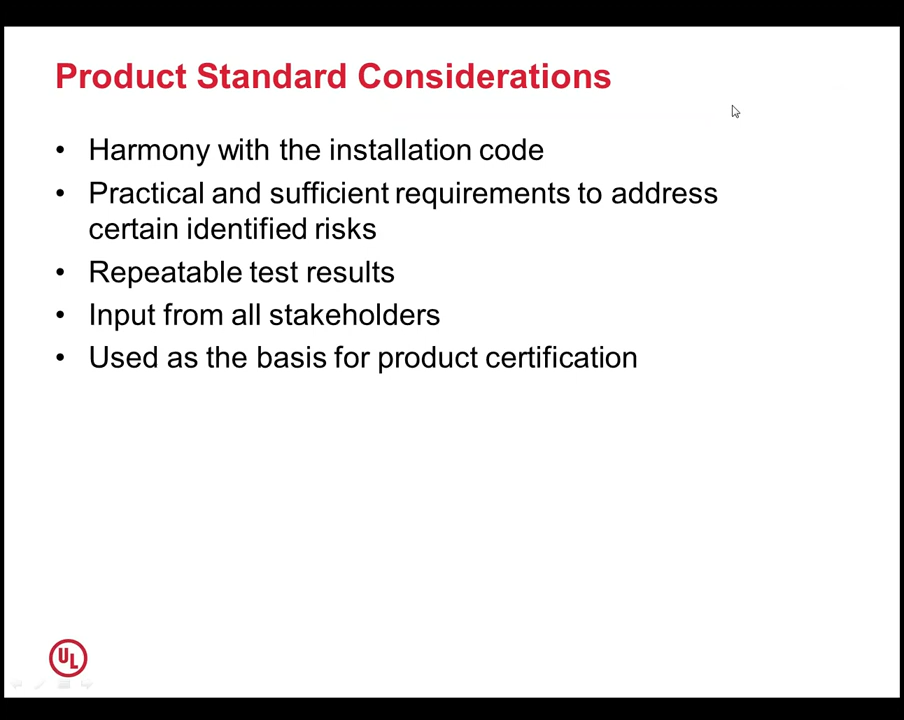 Product Standard Considerations
• Harmony with the installation code
• Practical and sufficient requirements to address
certain identified risks
• Repeatable test results
• Input from all stakeholders
• Used as the basis for product certification
UL